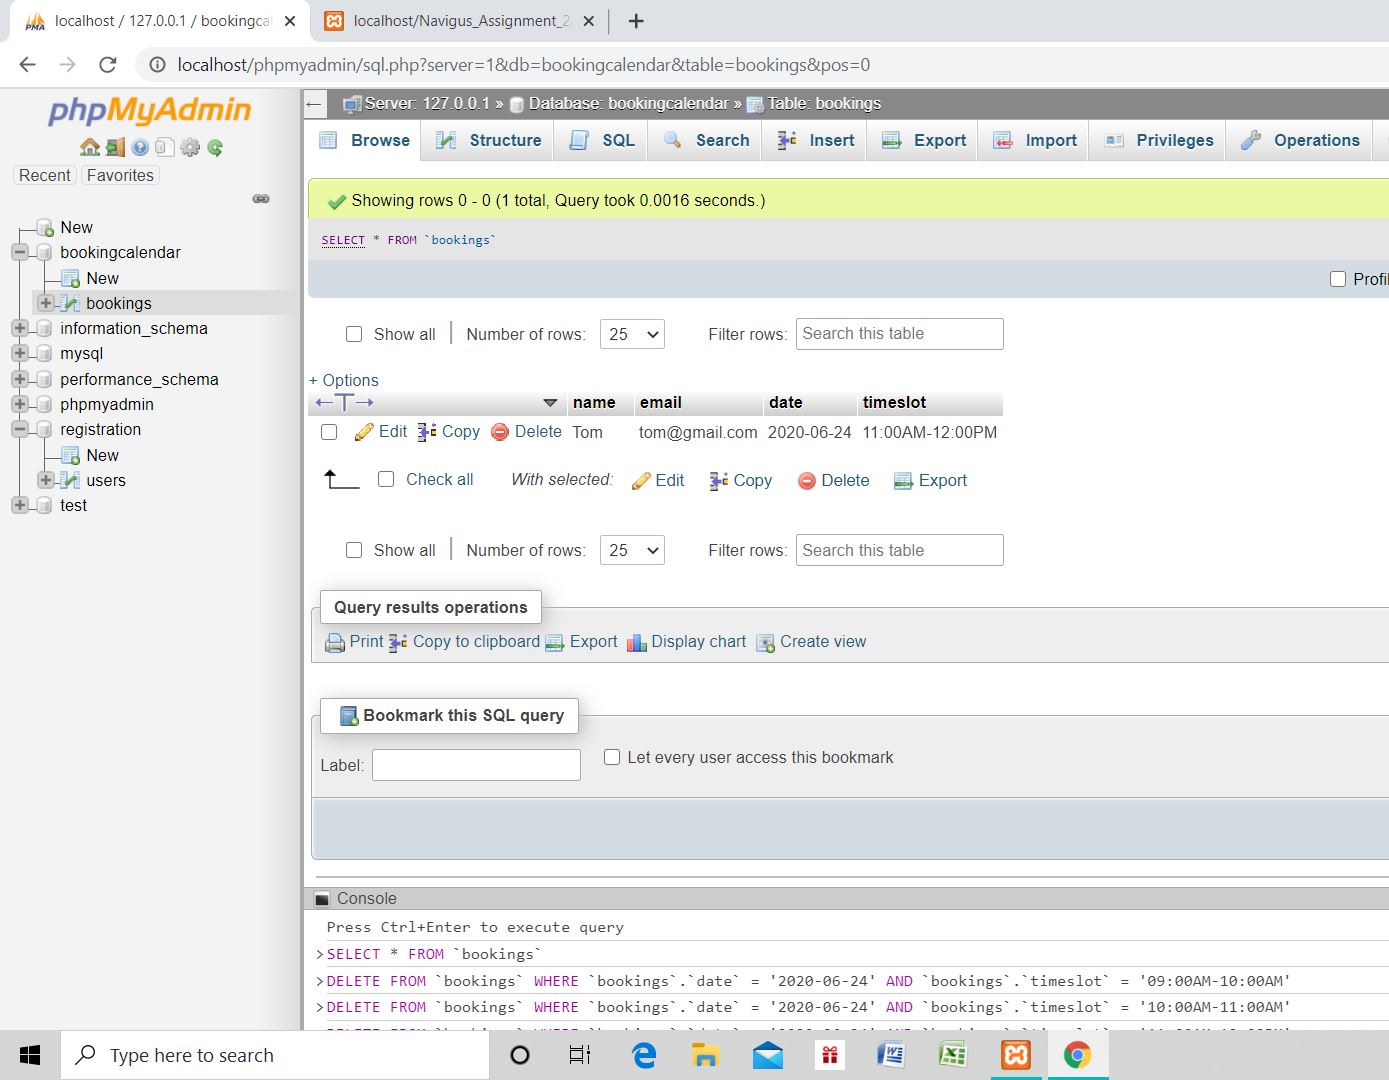 localhost / 127.0.0.1 / bookingcal
localhost/Navigus_Assignment_2
localhost/phpmyadmin/sql.php?server=1&db=bookingcalendar&table=bookings&pos=0
phpMyAdmin
Recent Favorites
New
bookingcalendar
New
bookings
information_schema
mysql
performance_schema
phpmyadmin
registration
New
users
test
Server: 127.0.0.1 » Database: bookingcalendar » Table: bookings
Browse Structure SQL Search Insert Export Import Privileges Operations
Showing rows 0 - 0 (1 total, Query took 0.0016 seconds.)
SELECT * FROM `bookings`
Profil
Show all Number of rows: 25 Filter rows: Search this table
+ Options
name email date timeslot
Edit Copy Delete Tom tom@gmail.com 2020-06-24 11:00AM-12:00PM
Check all With selected: Edit Copy Delete Export
Show all Number of rows: 25 Filter rows: Search this table
Query results operations
Print Copy to clipboard Export Display chart Create view
Bookmark this SQL query
Label: Let every user access this bookmark
Console
Press Ctrl+Enter to execute query
>SELECT * FROM `bookings`
>DELETE FROM `bookings` WHERE `bookings`.`date` = '2020-06-24' AND `bookings`.`timeslot` = '09:00AM-10:00AM'
>DELETE FROM `bookings` WHERE `bookings`.`date` = '2020-06-24' AND `bookings`.`timeslot` = '10:00AM-11:00AM'
Type here to search